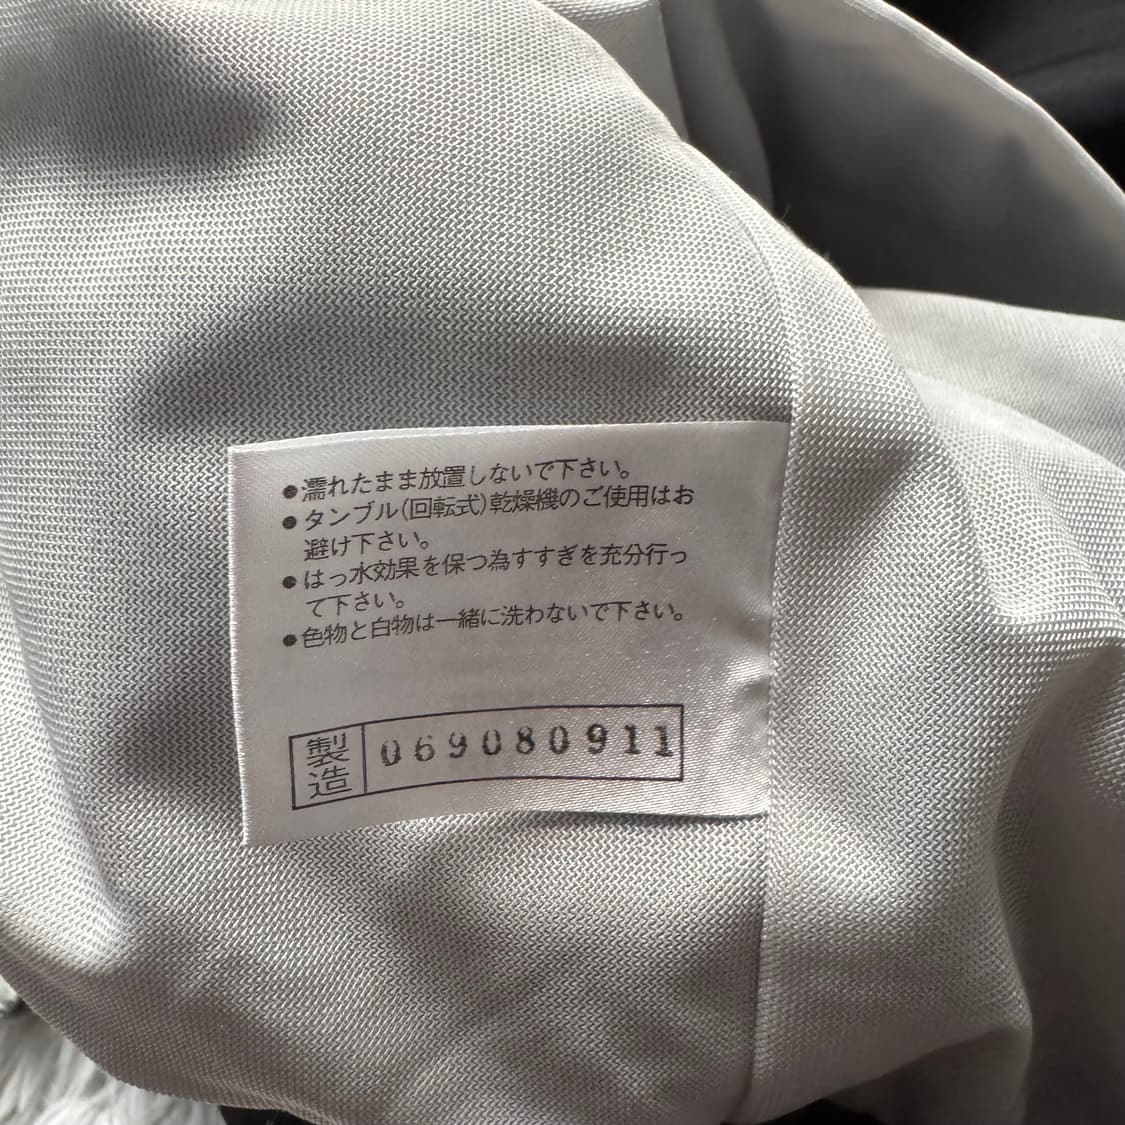 ●濡れたまま放置しないで下さい。
●タンブル(回転式)乾燥機のご使用はお
避け下さい。
●はっ水効果を保つ為すすぎを充分行っ
て下さい。
●色物と白物は一緒に洗わないで下さい。
製造 069080911